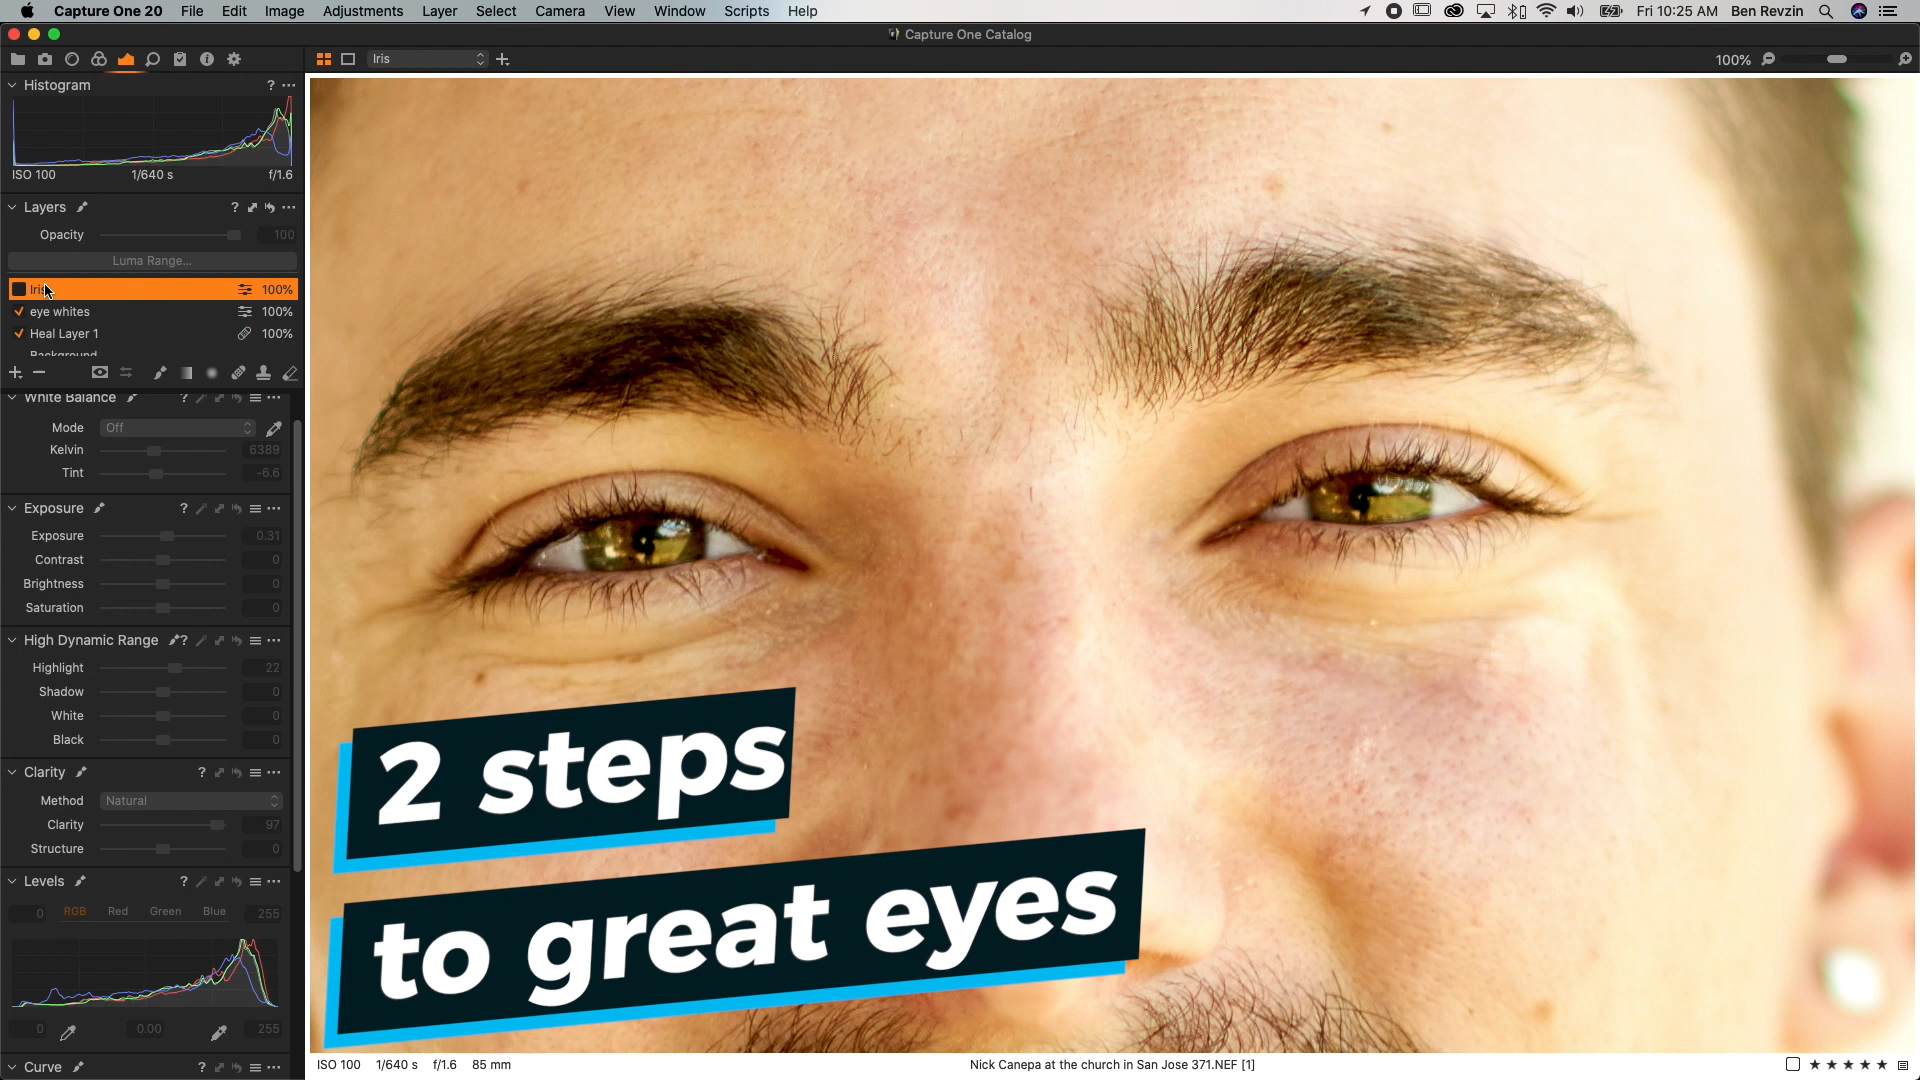 Capture One 20 File Edit Image Adjustments Layer Select Camera View Window Scripts Help Fri 10:25 AM Ben Revzin
Capture One Catalog
Iris 100%
Histogram ?
ISO 100 1/640 s f/1.6
Layers ?
Opacity 100
Luma Range...
Iris 100%
eye whites 100%
Heal Layer 1 100%
Background
White Balance ?
Mode Off
Kelvin 6389
Tint -6.6
Exposure ?
Exposure 0.31
Contrast 0
Brightness 0
Saturation 0
High Dynamic Range ?
Highlight 22
Shadow 0
White 0
Black 0
Clarity ?
Method Natural
Clarity 97
Structure 0
Levels ?
0 RGB Red Green Blue 255
0 0.00 255
Curve ?
2 steps
to great eyes
ISO 100 1/640 s f/1.6 85 mm Nick Canepa at the church in San Jose 371.NEF [1]